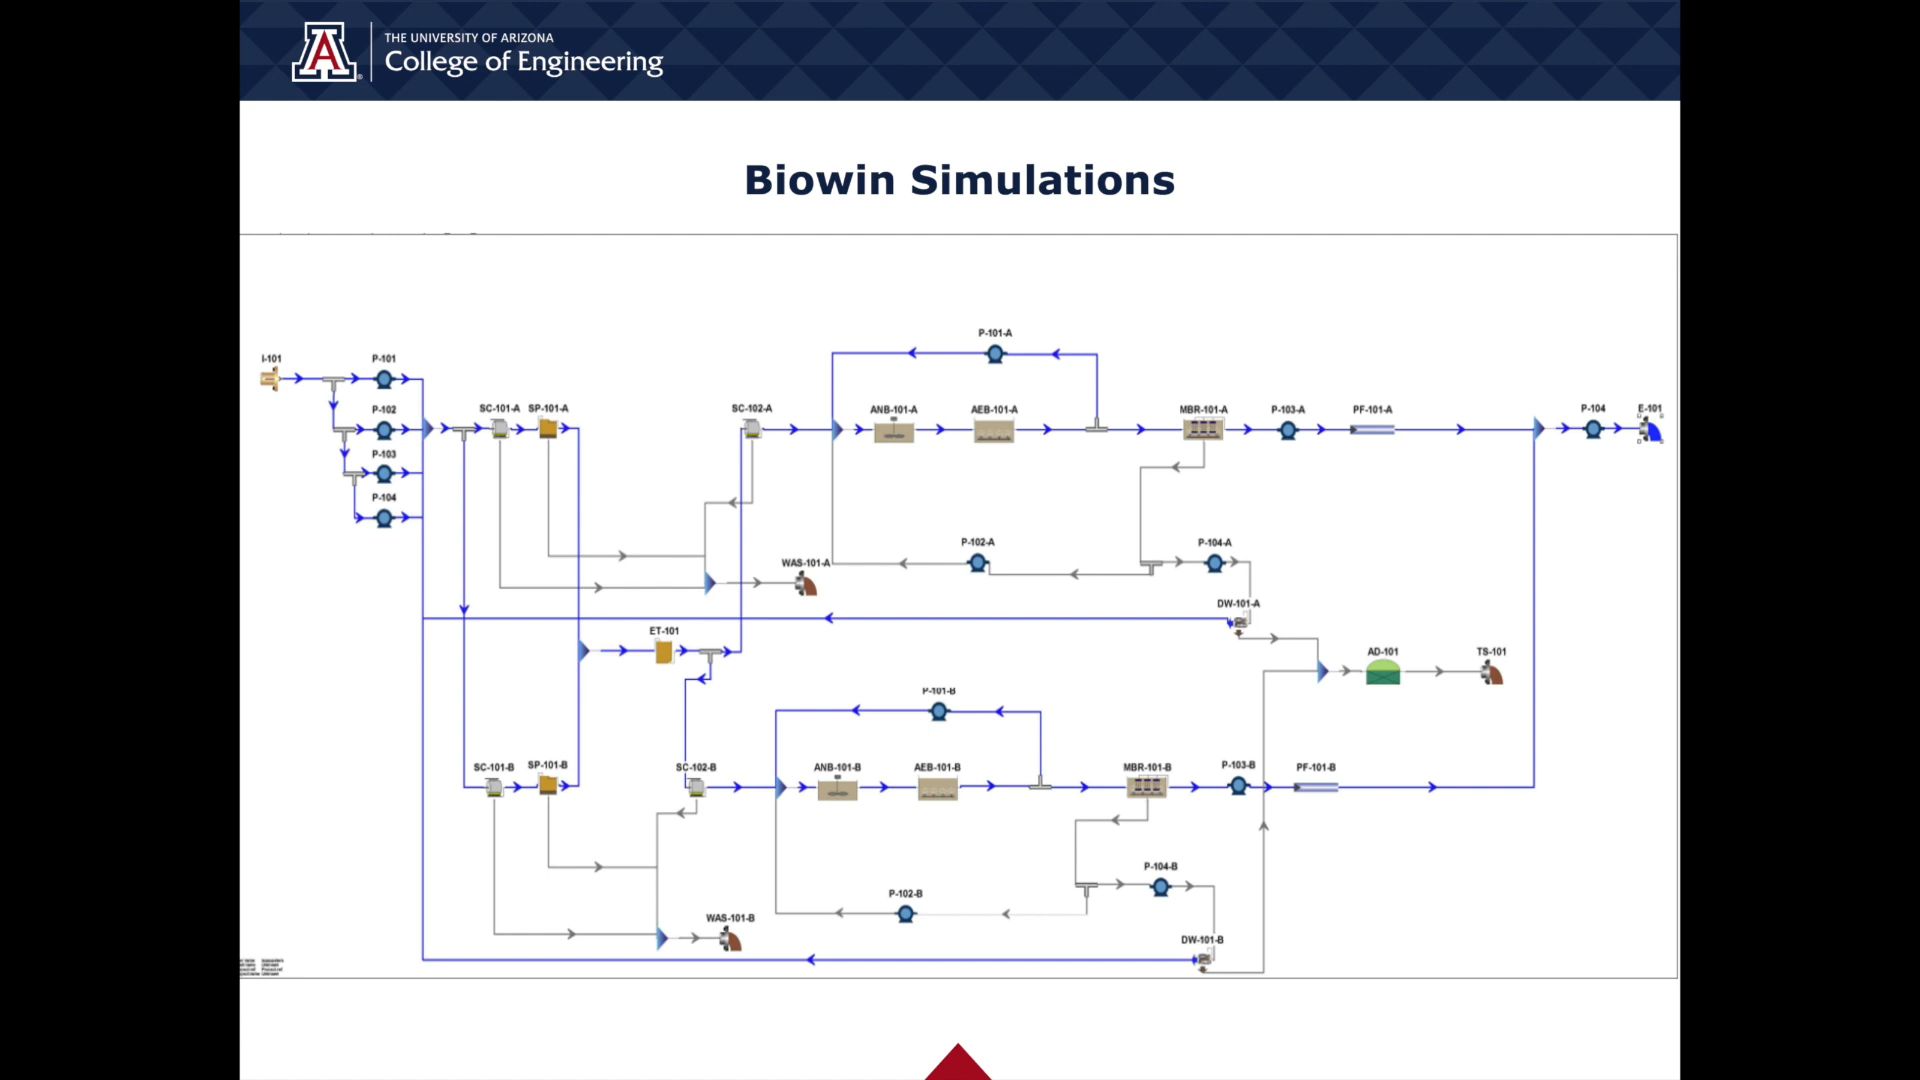 THE UNIVERSITY OF ARIZONA
College of Engineering
Biowin Simulations
P-101-A
I-101
P-101
SC-101-A
SP-101-A
SC-102-A
ANB-101-A
AEB-101-A
MBR-101-A
P-103-A
PF-101-A
P-104
E-101
P-102
P-103
P-104
P-102-A
P-104-A
WAS-101-A
DW-101-A
ET-101
AD-101
TS-101
P-101-B
SC-101-B
SP-101-B
SC-102-B
ANB-101-B
AEB-101-B
MBR-101-B
P-103-B
PF-101-B
P-104-B
P-102-B
WAS-101-B
DW-101-B